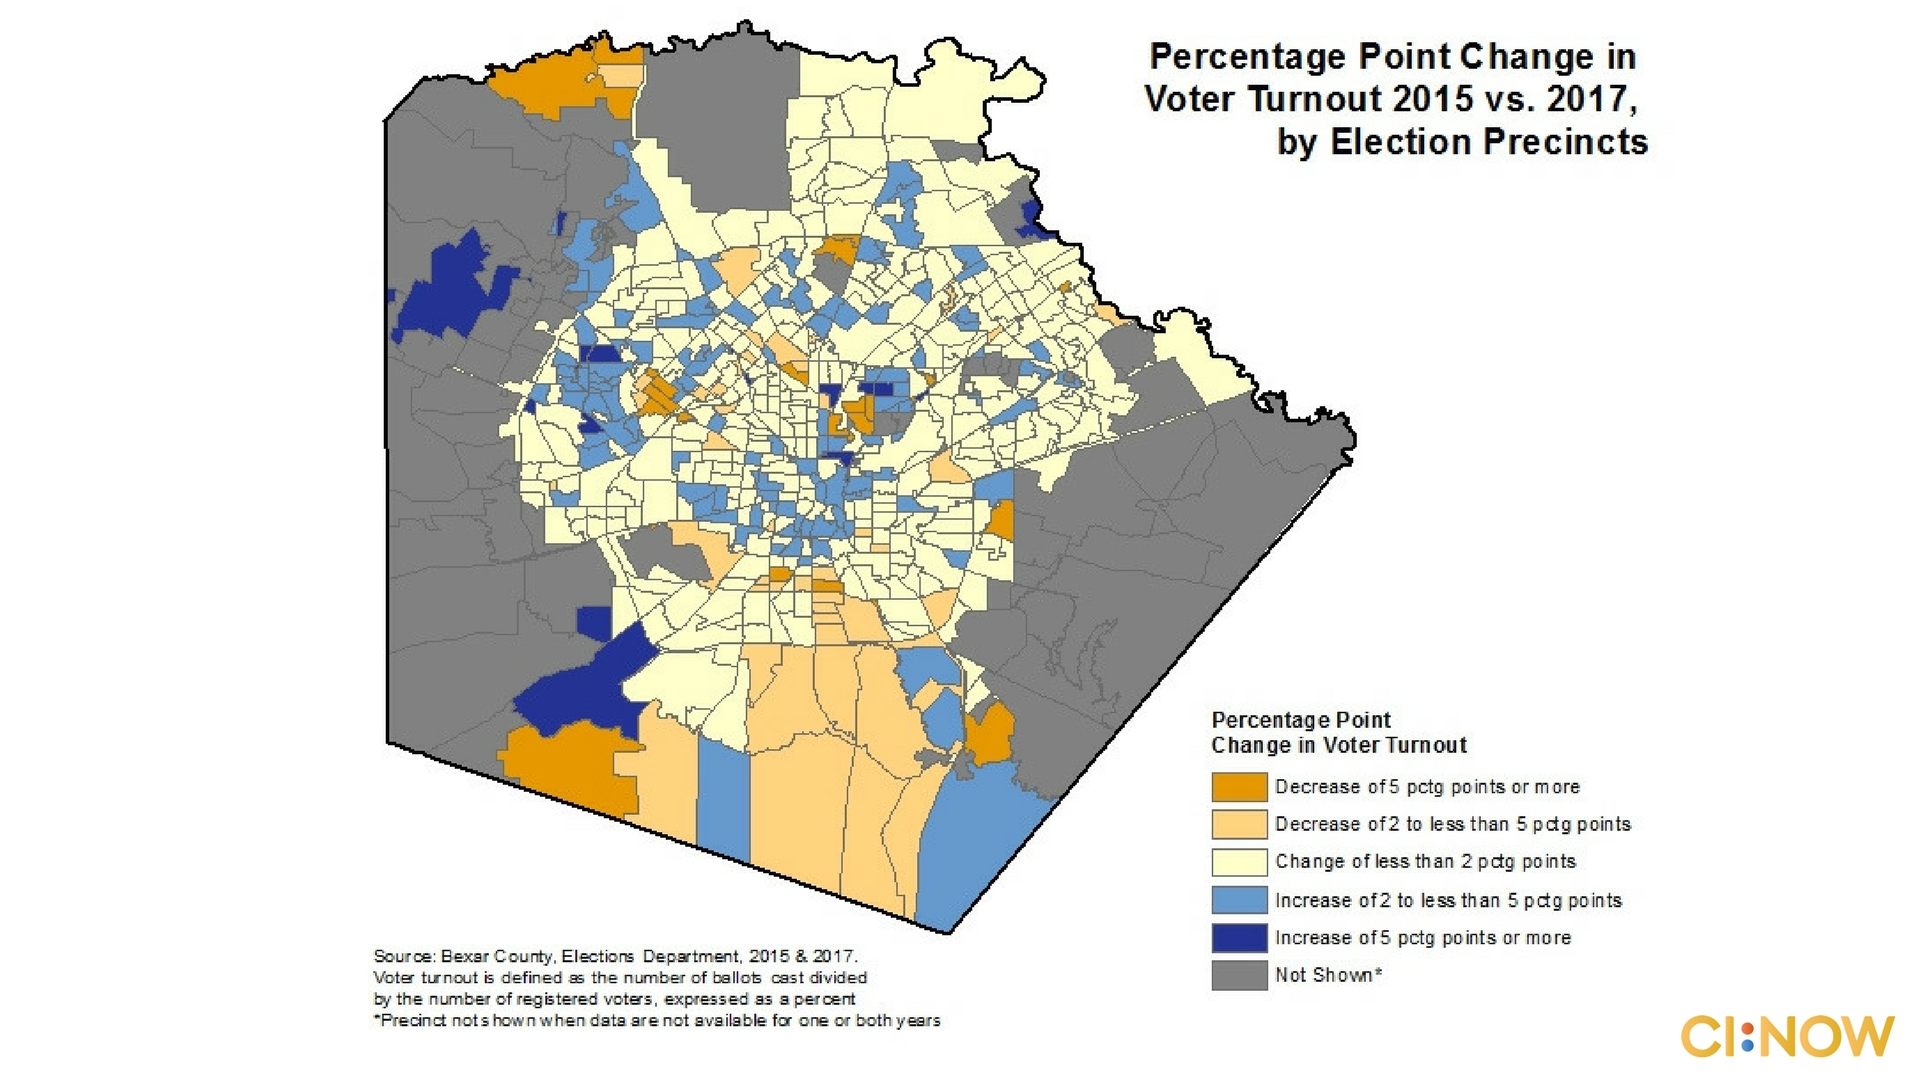 Percentage Point Change in
Voter Turnout 2015 vs. 2017,
by Election Precincts
Percentage Point
Change in Voter Turnout
Decrease of 5 pctg points or more
Decrease of 2 to less than 5 pctg points
Change of less than 2 pctg points
Increase of 2 to less than 5 pctg points
Increase of 5 pctg points or more
Not Shown*
Source: Bexar County, Elections Department, 2015 & 2017.
Voter turnout is defined as the number of ballots cast divided
by the number of registered voters, expressed as a percent
*Precinct not shown when data are not available for one or both years
CI:NOW